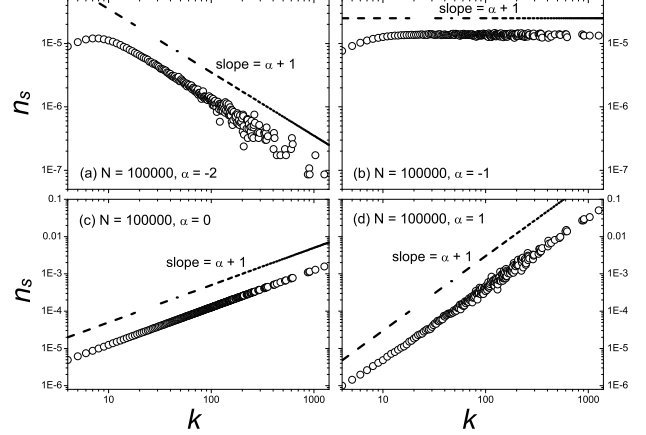 slope = α + 1
1E-5
slope = α + 1
1E-5
n_s
1E-6
1E-6
1E-7
(a) N = 100000, α = -2
(b) N = 100000, α = -1
1E-7
0.1
(c) N = 100000, α = 0
(d) N = 100000, α = 1
0.1
0.01
slope = α + 1
slope = α + 1
0.01
n_s
1E-3
1E-3
1E-4
1E-4
1E-5
1E-5
1E-6
1E-6
10
100
1000
10
100
1000
k
k